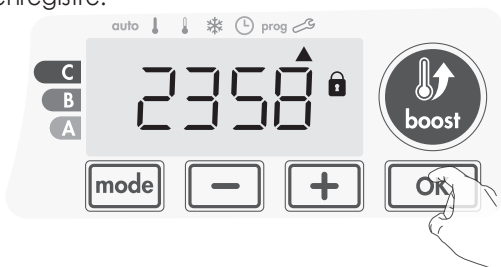 enregistré.
auto prog
C
B
A
2358
boost
mode - + OK